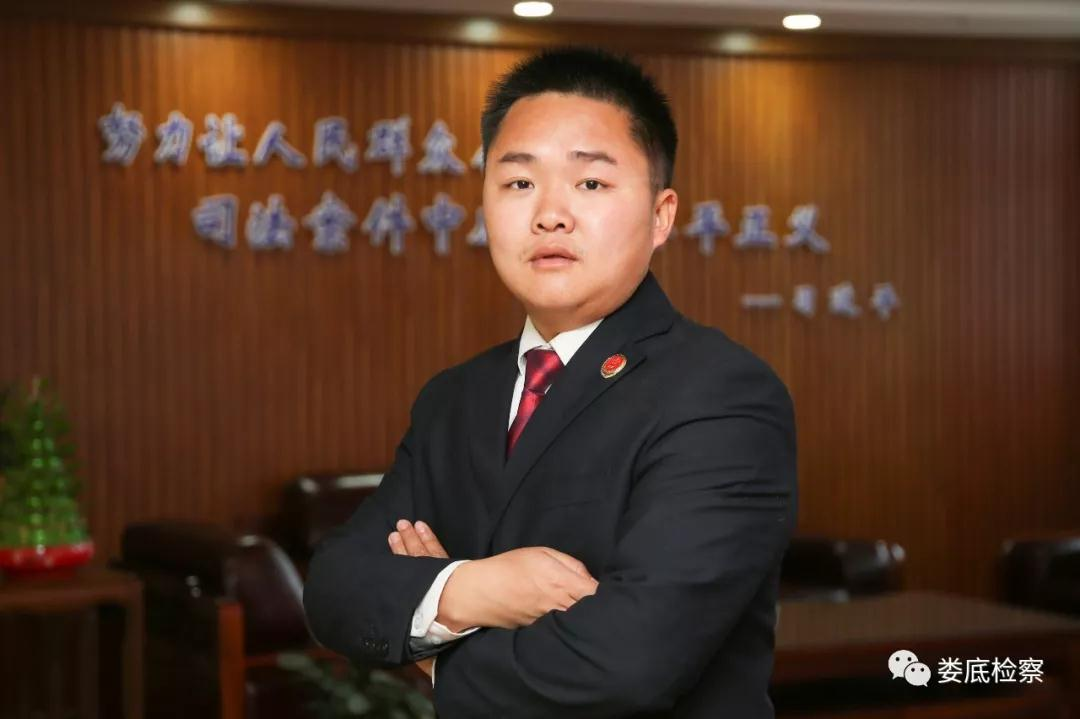 努力让人民群众
司法案件中 平正义
—习近平
娄底检察